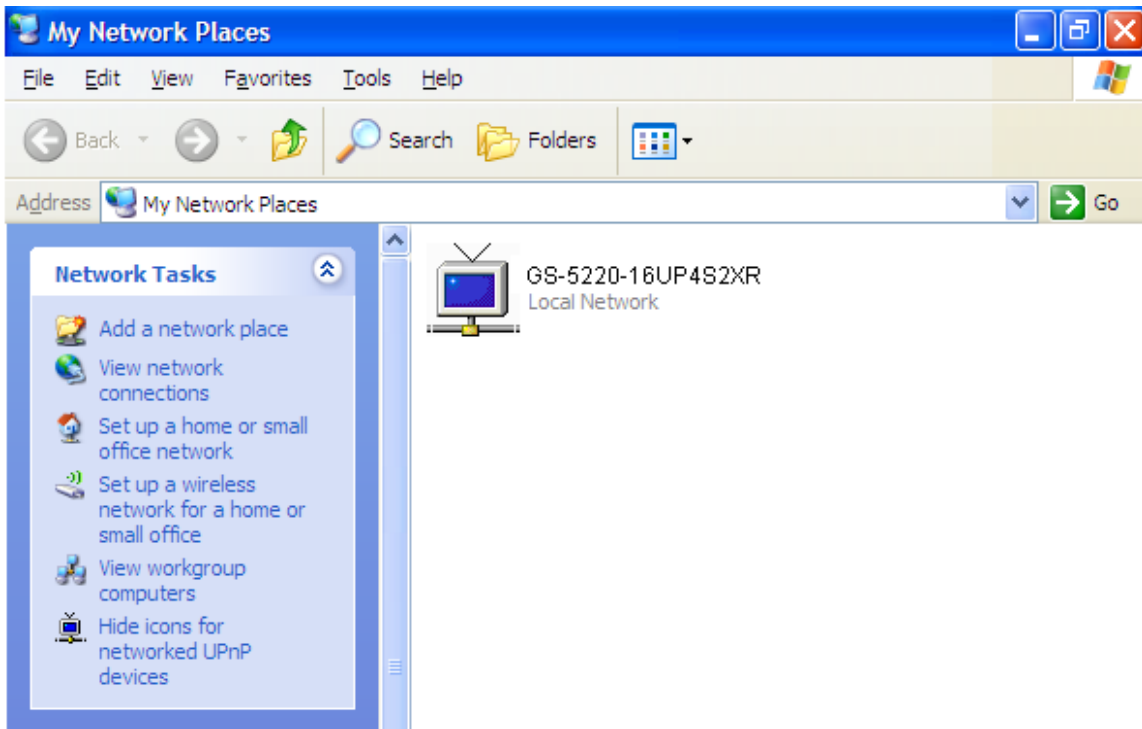 My Network Places
File Edit View Favorites Tools Help
Back Search Folders
Address My Network Places Go
Network Tasks
Add a network place
View network
connections
Set up a home or small
office network
Set up a wireless
network for a home or
small office
View workgroup
computers
Hide icons for
networked UPnP
devices
GS-5220-16UP4S2XR
Local Network